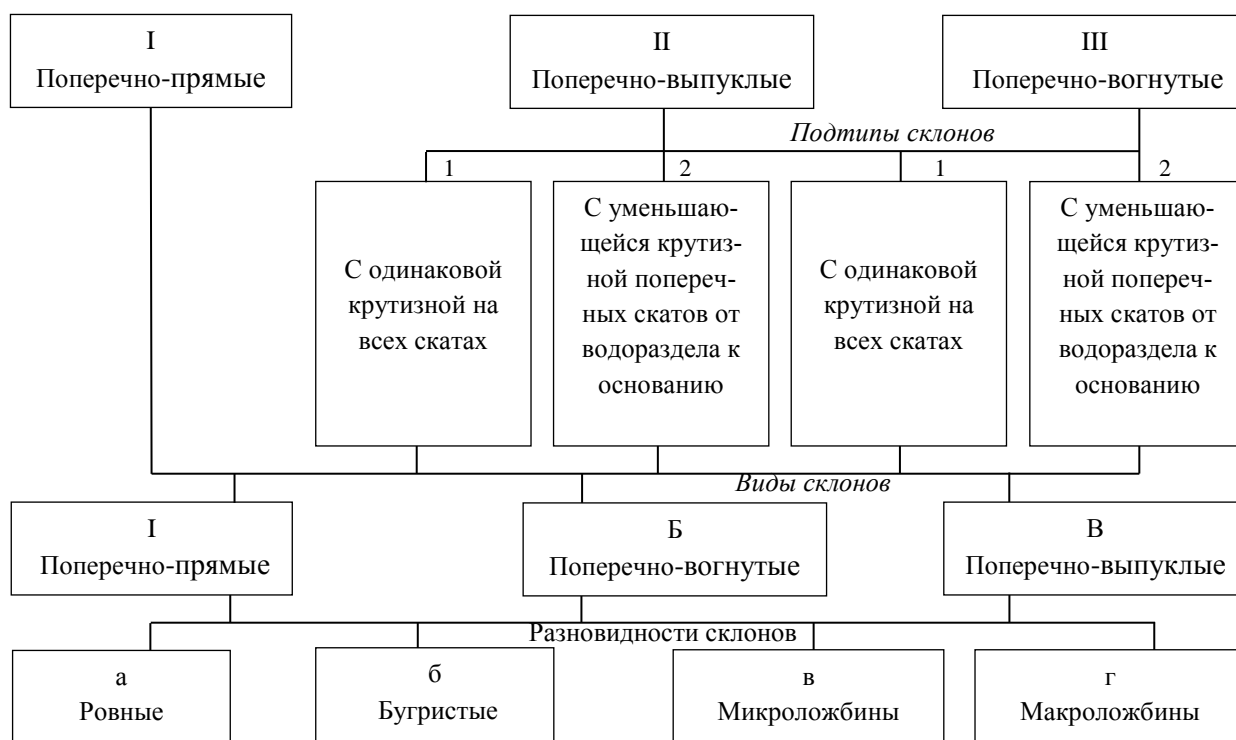 I
Поперечно-прямые
II
Поперечно-выпуклые
III
Поперечно-вогнутые
Подтипы склонов
1
2
1
2
С одинаковой
крутизной на
всех скатах
С уменьшаю-
щейся крутиз-
ной попереч-
ных скатов от
водораздела к
основанию
С одинаковой
крутизной на
всех скатах
С уменьшаю-
щейся крутиз-
ной попереч-
ных скатов от
водораздела к
основанию
Виды склонов
I
Поперечно-прямые
Б
Поперечно-вогнутые
В
Поперечно-выпуклые
Разновидности склонов
а
Ровные
б
Бугристые
в
Микроложбины
г
Макроложбины